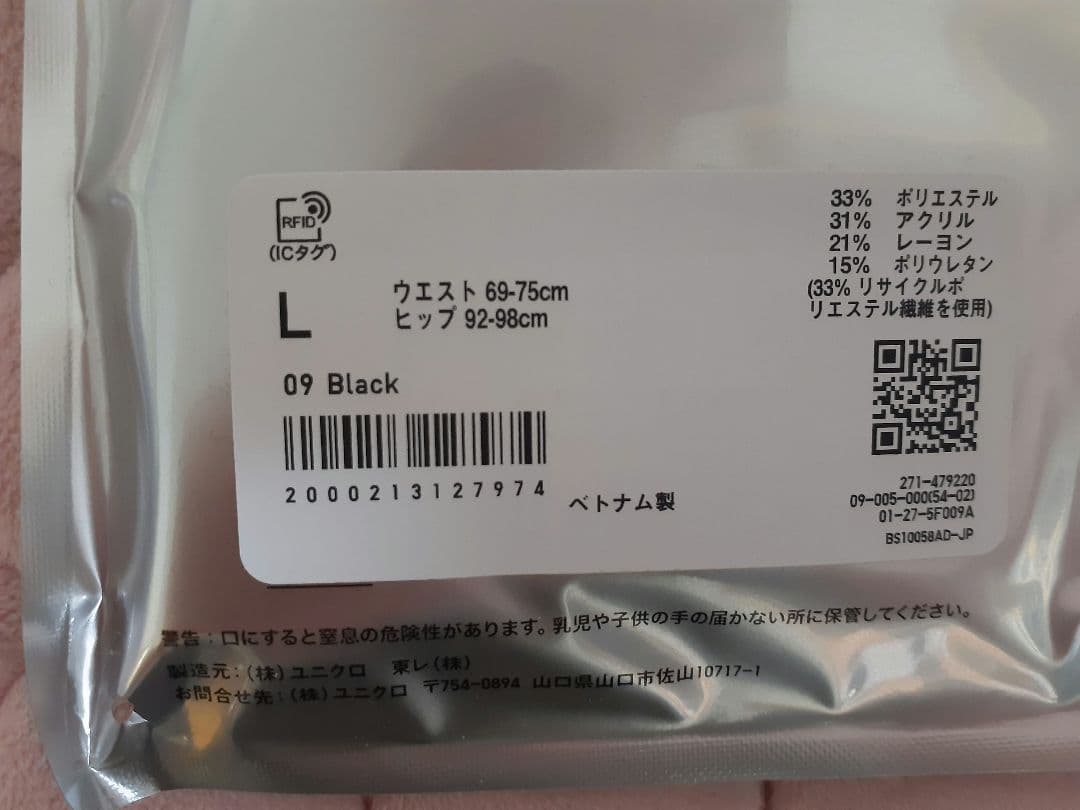 RFID
(ICタグ)
L
ウエスト 69-75cm
ヒップ 92-98cm
09 Black
2000213127974
ベトナム製
33% ポリエステル
31% アクリル
21% レーヨン
15% ポリウレタン
(33% リサイクルポ
リエステル繊維を使用)
271-479220
09-005-000(54-02)
01-27-5F009A
BS10058AD-JP
警告:口にすると窒息の危険性があります。乳児や子供の手の届かない所に保管してください。
製造元:(株)ユニクロ 東レ(株)
お問合せ先:(株)ユニクロ 〒754-0894 山口県山口市佐山10717-1